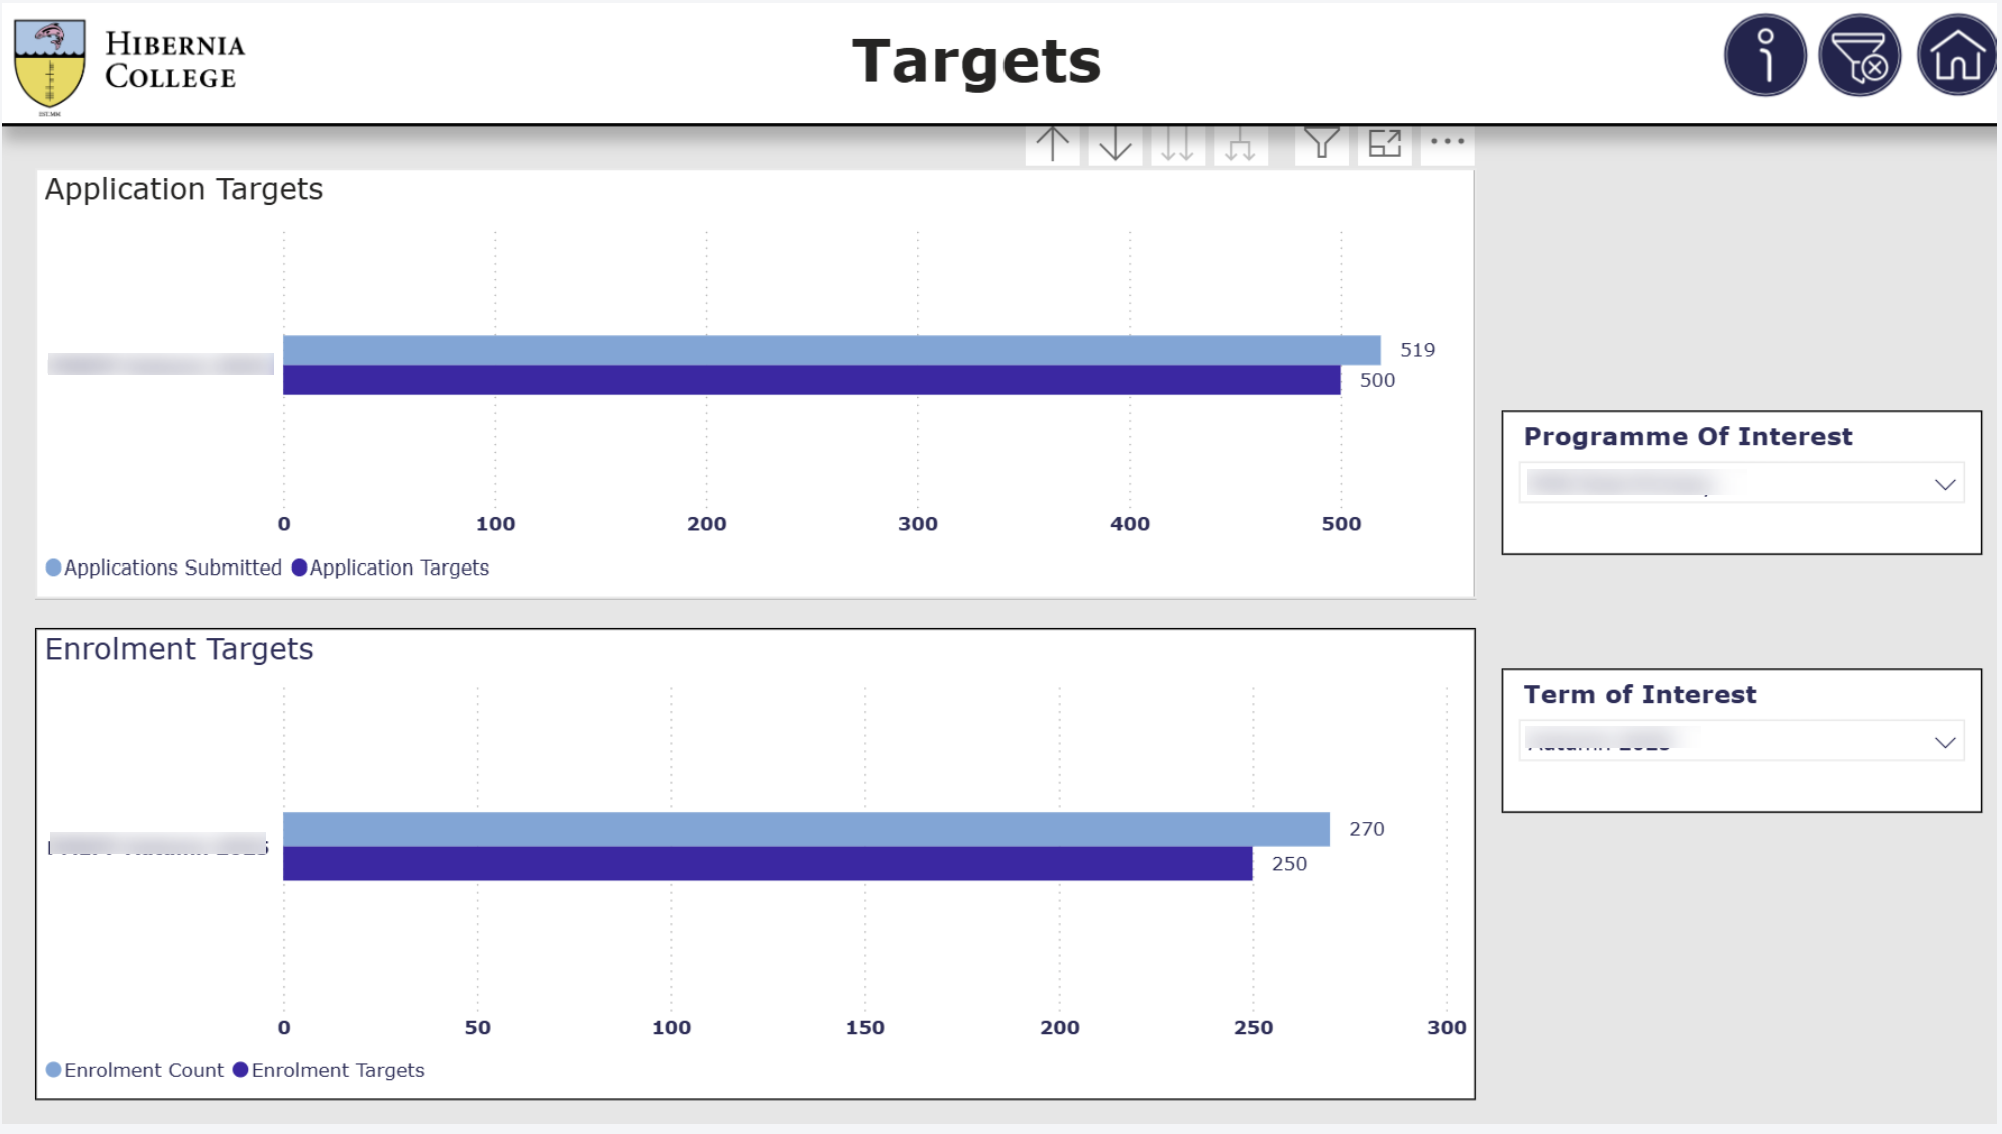 HIBERNIA
COLLEGE
EST.MM
Targets
Application Targets
519
500
0 100 200 300 400 500
Applications Submitted Application Targets
Programme Of Interest
Enrolment Targets
Term of Interest
270
250
0 50 100 150 200 250 300
Enrolment Count Enrolment Targets